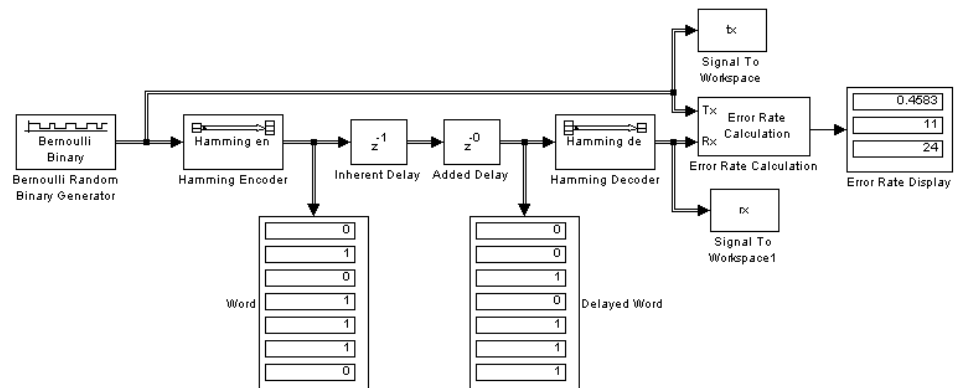 tx
Signal To
Workspace
Bernoulli
Binary
Bernoulli Random
Binary Generator
Hamming en
Hamming Encoder
z-1
Inherent Delay
z-0
Added Delay
Hamming de
Hamming Decoder
Tx
Rx
Error Rate
Calculation
Error Rate Calculation
0.4583
11
24
Error Rate Display
rx
Signal To
Workspace1
Word
0
1
0
1
1
1
0
Delayed Word
0
0
1
0
1
1
1